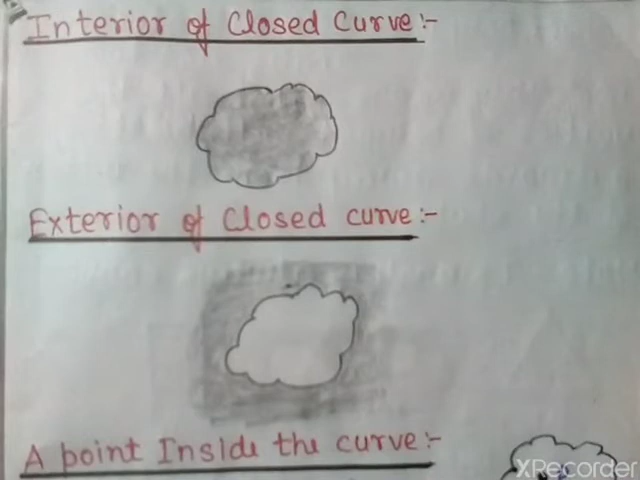 Interior of Closed Curve:-
Exterior of Closed curve:-
A point Inside the curve:-
XRecorder